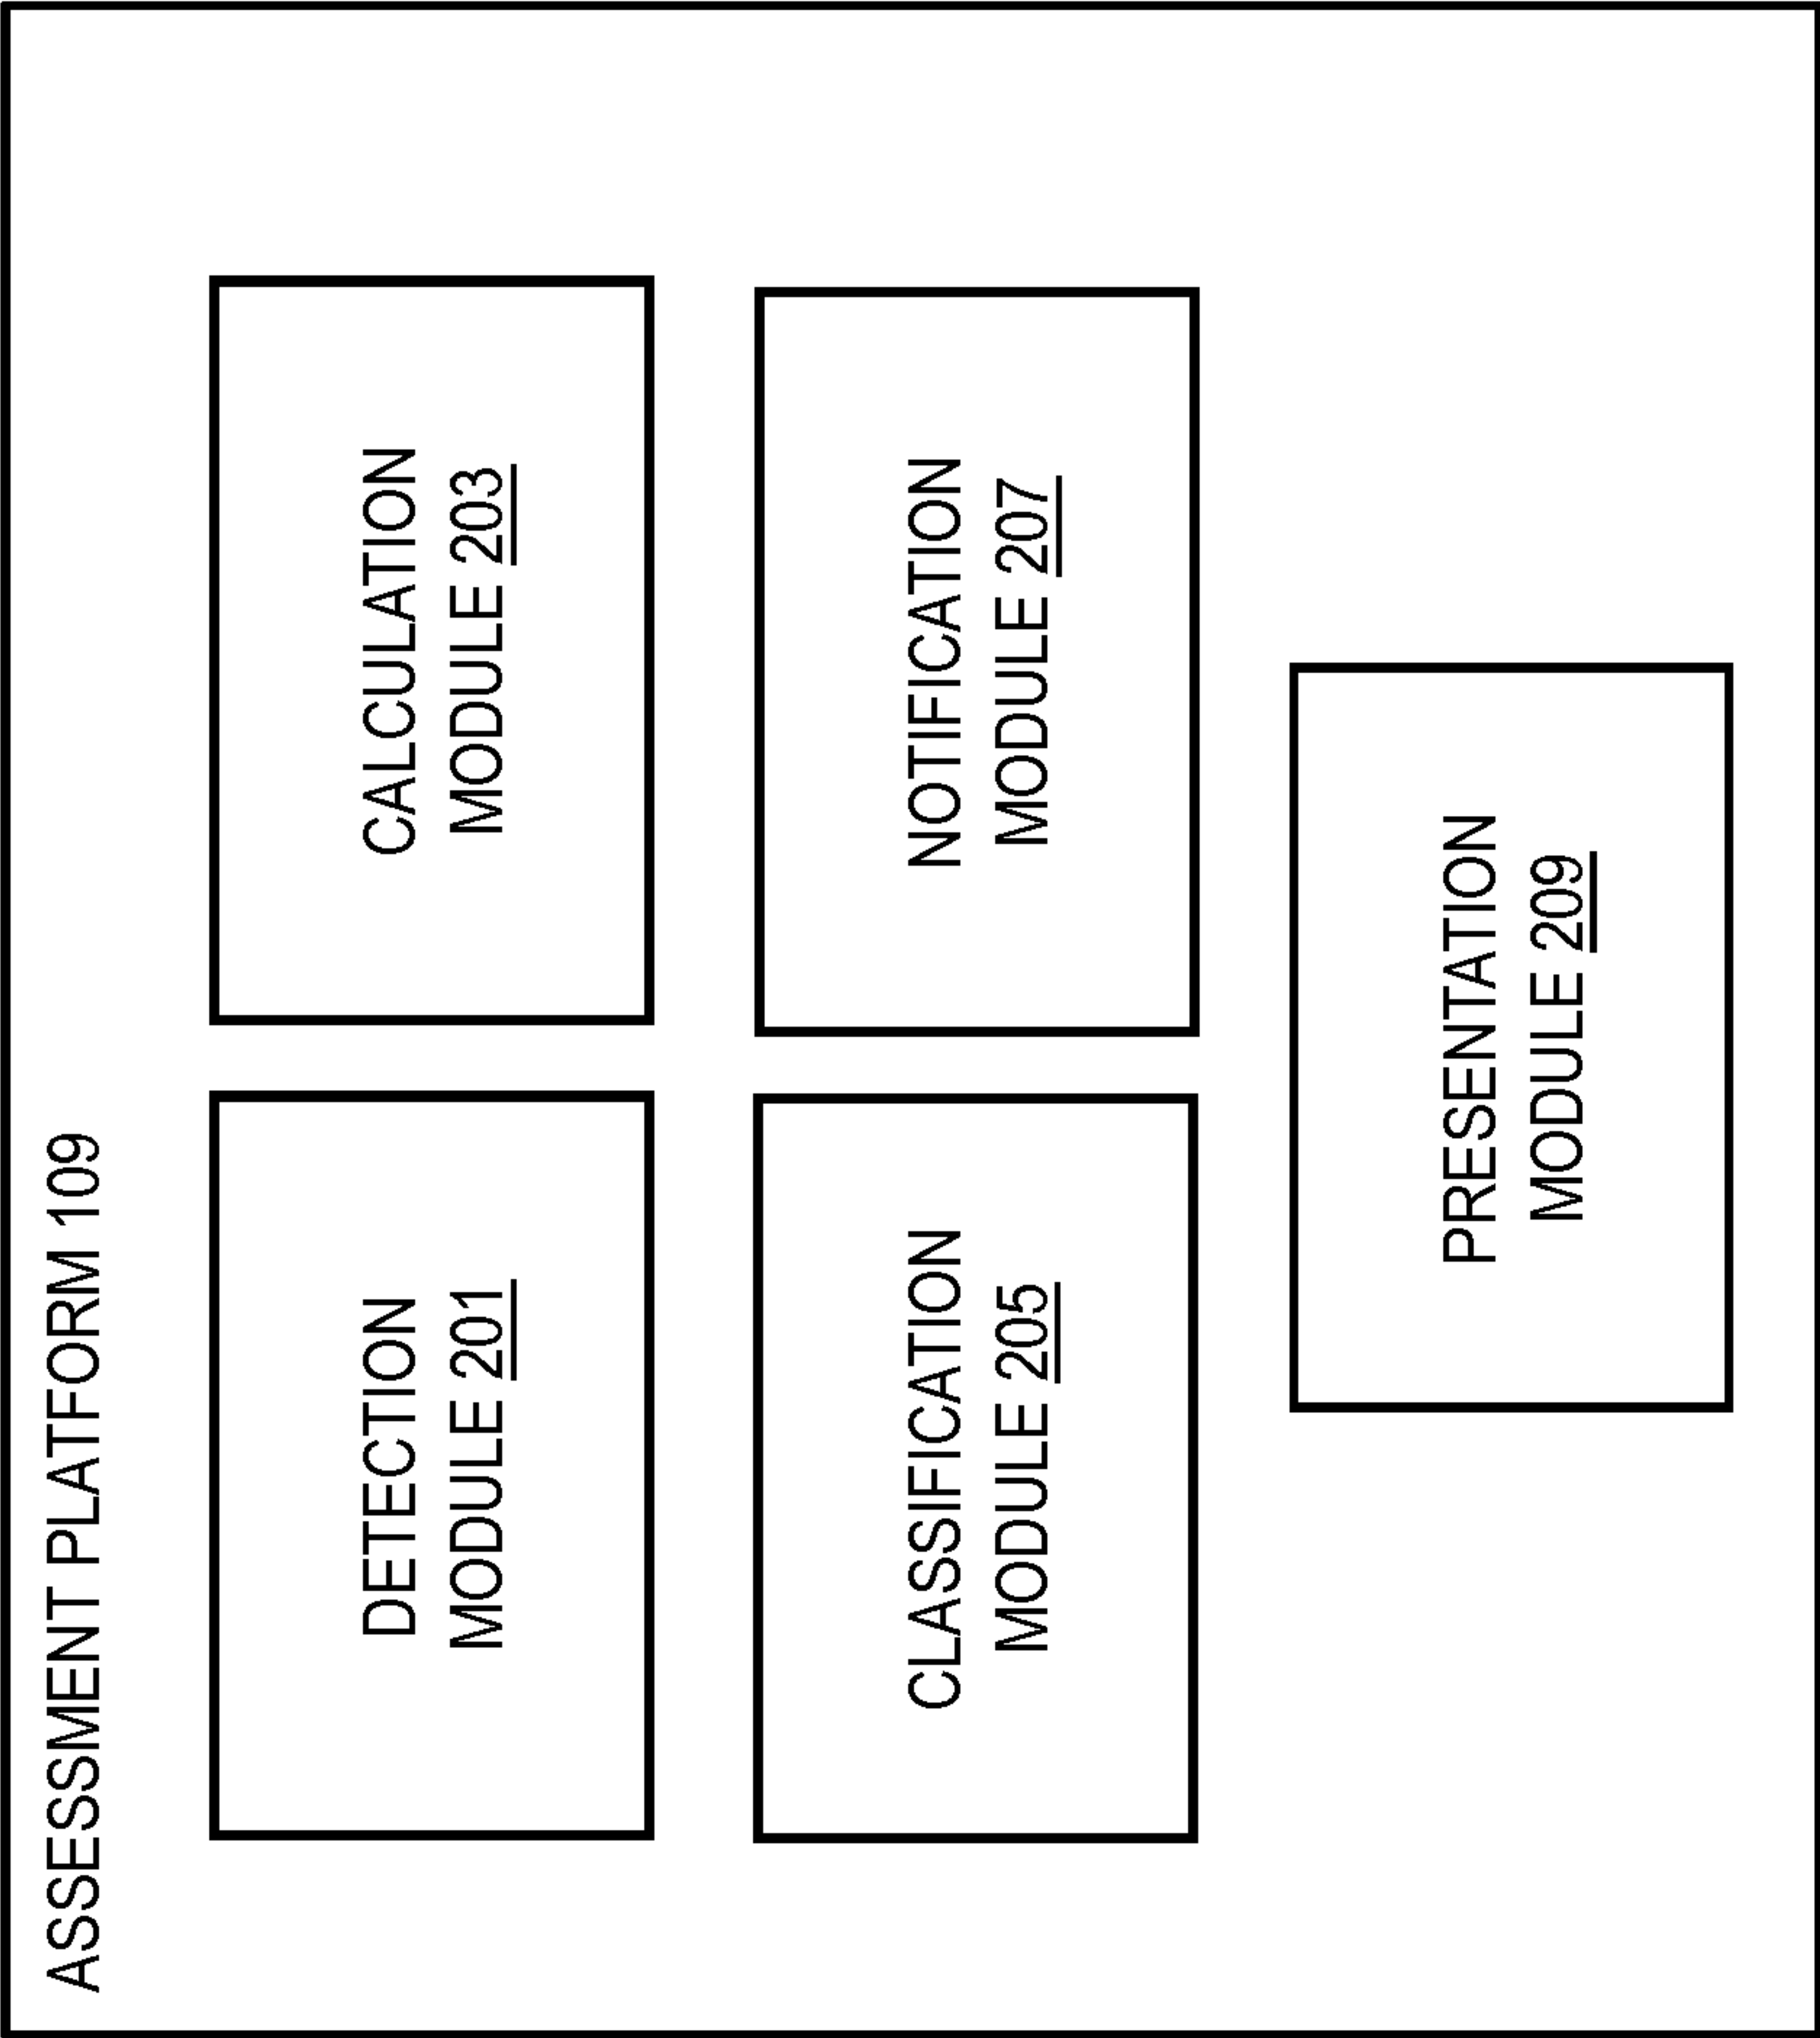 ASSESSMENT PLATFORM 109
DETECTION
MODULE 201
CALCULATION
MODULE 203
CLASSIFICATION
MODULE 205
NOTIFICATION
MODULE 207
PRESENTATION
MODULE 209